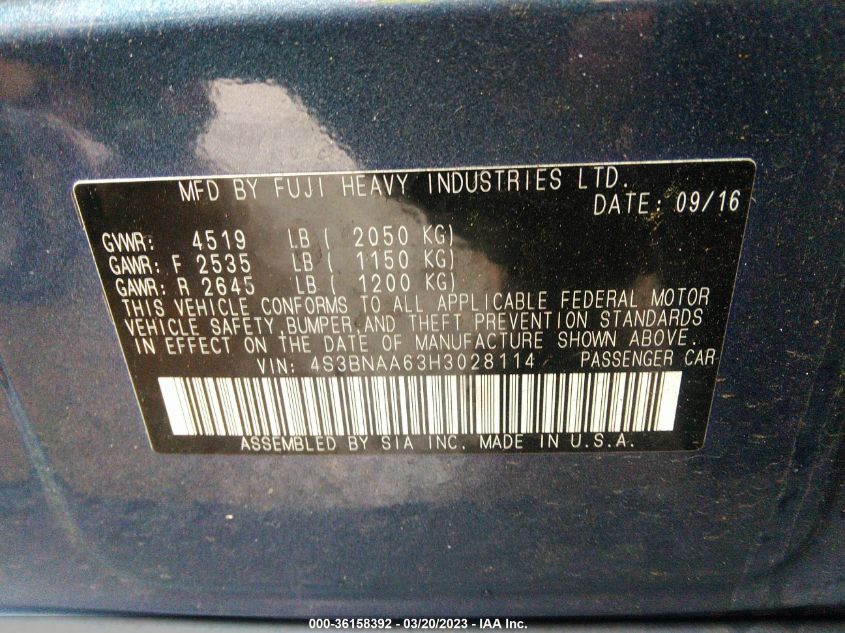 MFD BY FUJI HEAVY INDUSTRIES LTD.
DATE: 09/16
GVWR: 4519 LB ( 2050 KG)
GAWR: F 2535 LB ( 1150 KG)
GAWR: R 2645 LB ( 1200 KG)
THIS VEHICLE CONFORMS TO ALL APPLICABLE FEDERAL MOTOR
VEHICLE SAFETY,BUMPER,AND THEFT PREVENTION STANDARDS
IN EFFECT ON THE DATE OF MANUFACTURE SHOWN ABOVE.
VIN: 4S3BNAA63H3028114 PASSENGER CAR
ASSEMBLED BY SIA INC. MADE IN U.S.A.
000-36158392 - 03/20/2023 - IAA Inc.